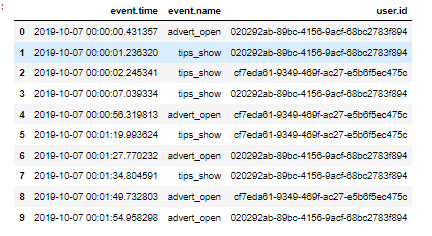 event.time event.name user.id
0 2019-10-07 00:00:00.431357 advert_open 020292ab-89bc-4156-9acf-68bc2783f894
1 2019-10-07 00:00:01.236320 tips_show 020292ab-89bc-4156-9acf-68bc2783f894
2 2019-10-07 00:00:02.245341 tips_show cf7eda61-9349-469f-ac27-e5b6f5ec475c
3 2019-10-07 00:00:07.039334 tips_show 020292ab-89bc-4156-9acf-68bc2783f894
4 2019-10-07 00:00:56.319813 advert_open cf7eda61-9349-469f-ac27-e5b6f5ec475c
5 2019-10-07 00:01:19.993624 tips_show cf7eda61-9349-469f-ac27-e5b6f5ec475c
6 2019-10-07 00:01:27.770232 advert_open 020292ab-89bc-4156-9acf-68bc2783f894
7 2019-10-07 00:01:34.804591 tips_show 020292ab-89bc-4156-9acf-68bc2783f894
8 2019-10-07 00:01:49.732803 advert_open cf7eda61-9349-469f-ac27-e5b6f5ec475c
9 2019-10-07 00:01:54.958298 advert_open 020292ab-89bc-4156-9acf-68bc2783f894